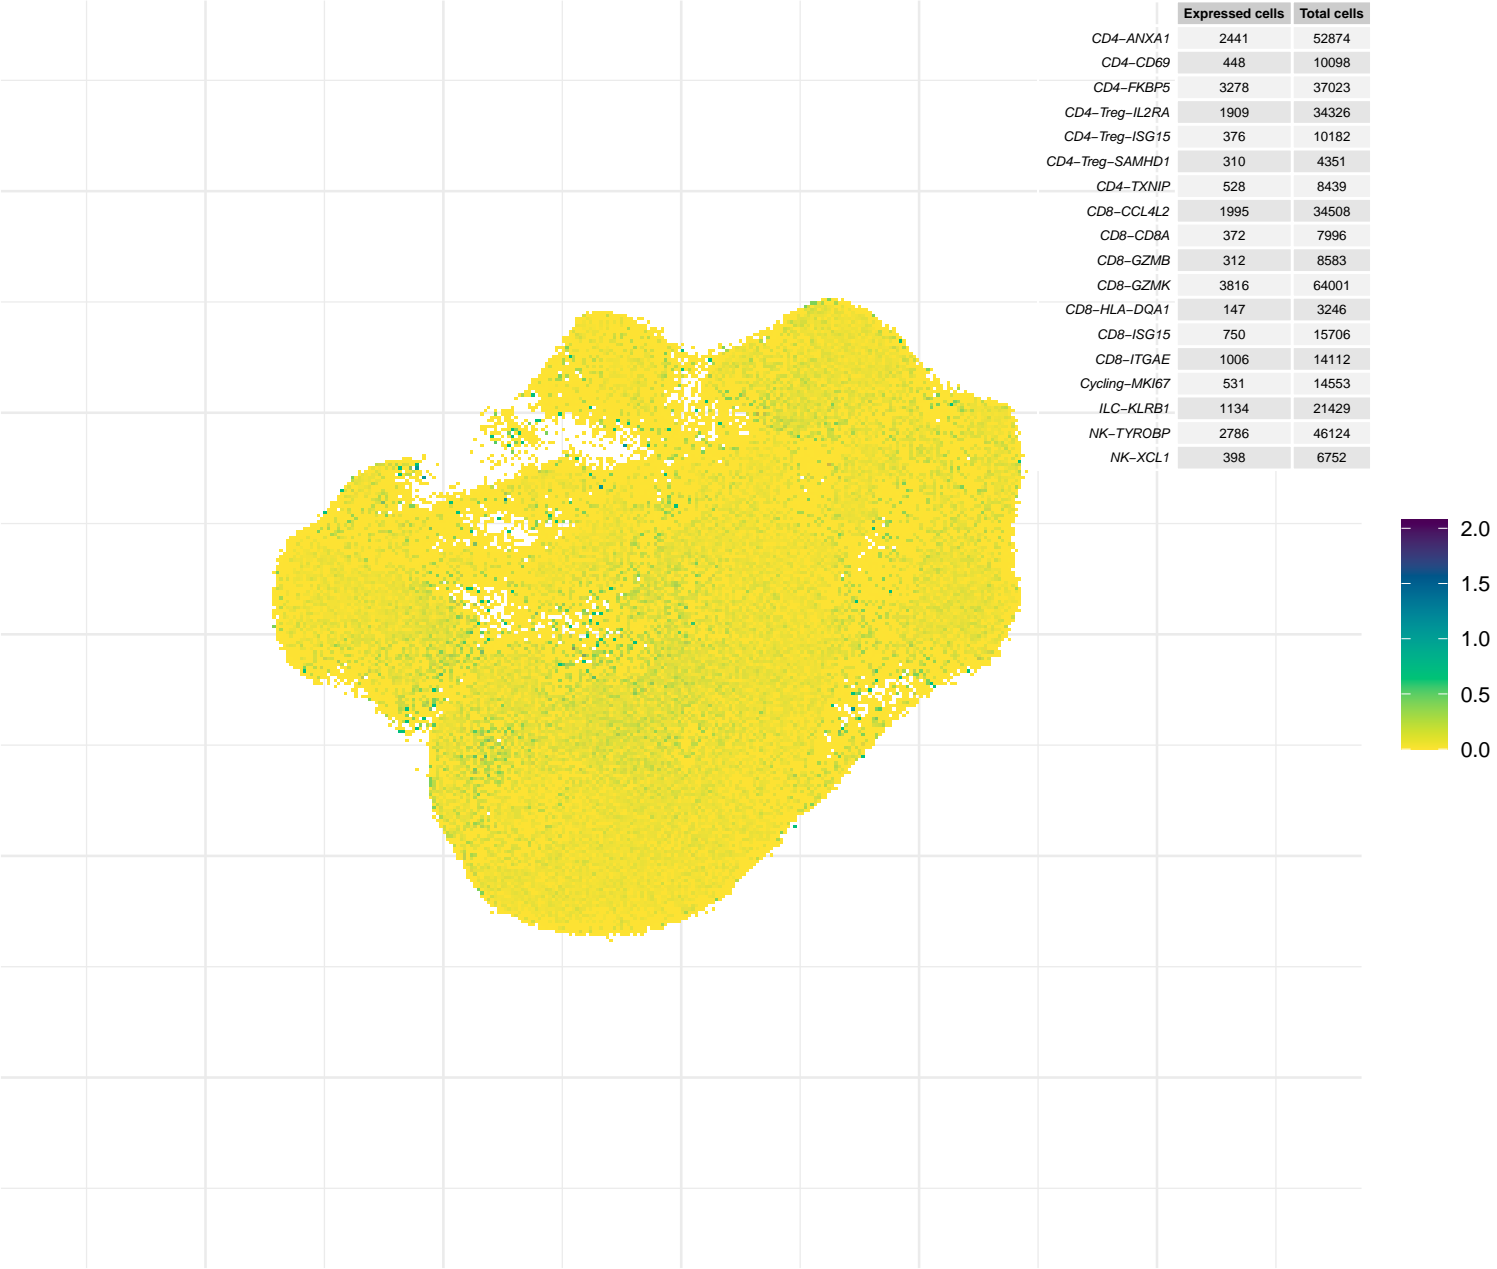 Expressed cells Total cells
CD4−ANXA1 2441 52874
CD4−CD69 448 10098
CD4−FKBP5 3278 37023
CD4−Treg−IL2RA 1909 34326
CD4−Treg−ISG15 376 10182
CD4−Treg−SAMHD1 310 4351
CD4−TXNIP 528 8439
CD8−CCL4L2 1995 34508
CD8−CD8A 372 7996
CD8−GZMB 312 8583
CD8−GZMK 3816 64001
CD8−HLA−DQA1 147 3246
CD8−ISG15 750 15706
CD8−ITGAE 1006 14112
Cycling−MKI67 531 14553
ILC−KLRB1 1134 21429
NK−TYROBP 2786 46124
NK−XCL1 398 6752
2.0
1.5
1.0
0.5
0.0